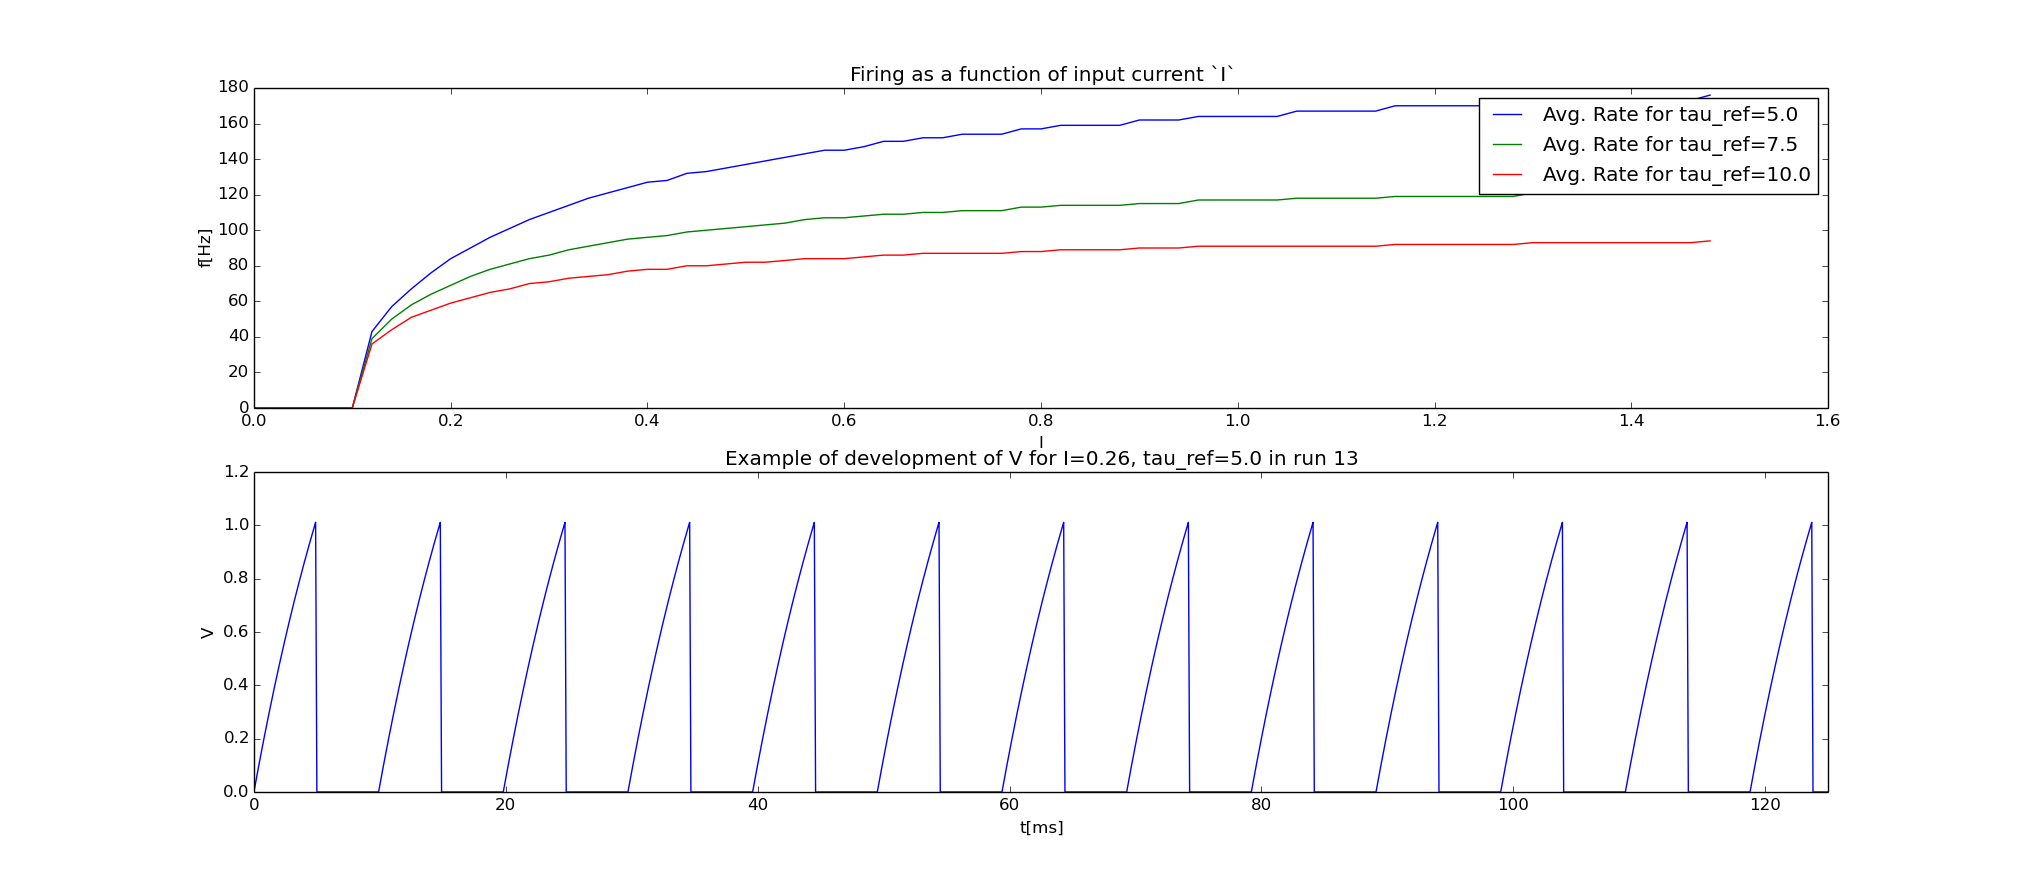 Firing as a function of input current `I`
180
160
140
120
100
80
60
40
20
0
f[Hz]
Avg. Rate for tau_ref=5.0
Avg. Rate for tau_ref=7.5
Avg. Rate for tau_ref=10.0
0.0 0.2 0.4 0.6 0.8 1.0 1.2 1.4 1.6
I
Example of development of V for I=0.26, tau_ref=5.0 in run 13
1.2
1.0
0.8
0.6
0.4
0.2
0.0
V
0 20 40 60 80 100 120
t[ms]